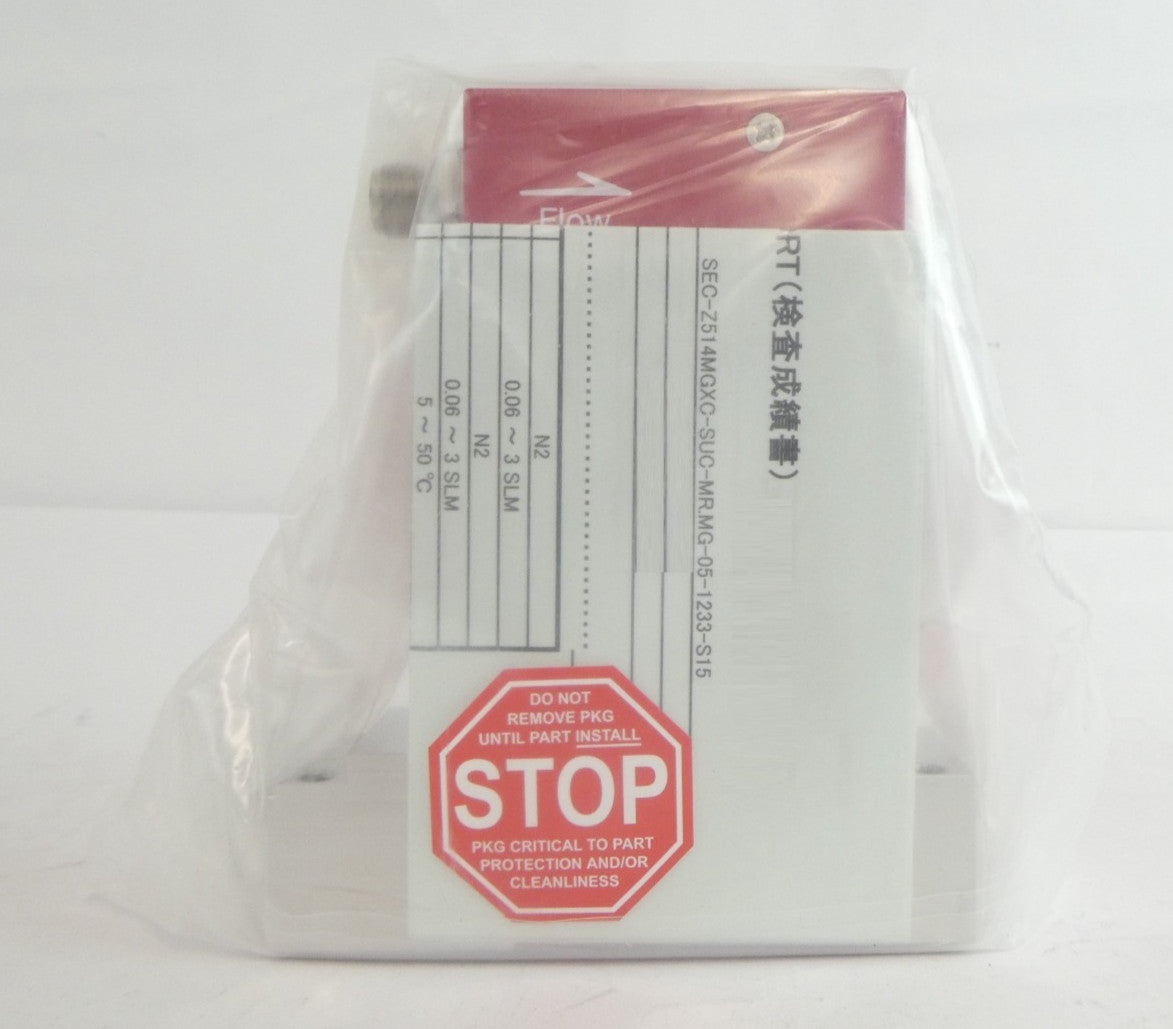 Flow
RT(検査成績書)
SEC-Z514MGXC-SUC-MR.MG-05-1233-S15
N2
0.06 ~ 3 SLM
N2
0.06 ~ 3 SLM
5 ~ 50 ℃
DO NOT
REMOVE PKG
UNTIL PART INSTALL
STOP
PKG CRITICAL TO PART
PROTECTION AND/OR
CLEANLINESS